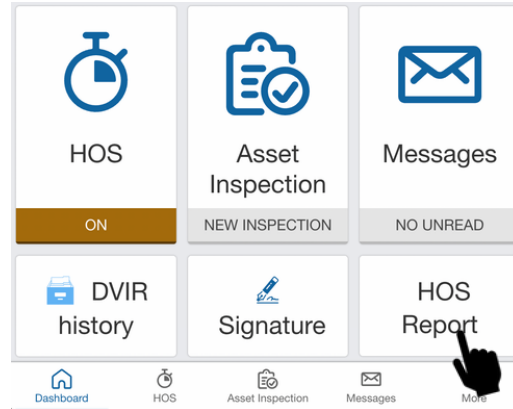 HOS
Asset
Inspection
Messages
ON
NEW INSPECTION
NO UNREAD
DVIR
history
Signature
HOS
Report
Dashboard
HOS
Asset Inspection
Messages
More